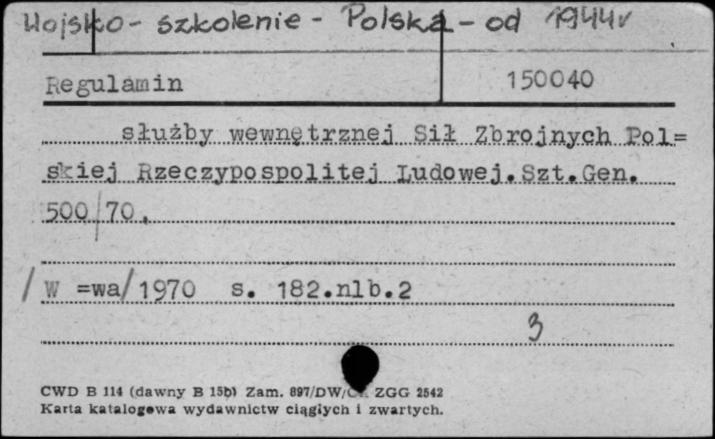 Wojsko - szkolenie - Polska - od 1944r
Regulamin 150040
służby wewnętrznej Sił Zbrojnych Pol=
skiej Rzeczypospolitej Ludowej.Szt.Gen.
500/70.
/W =wa/1970 s. 182.nlb.2
3
CWD B 114 (dawny B 15b) Zam. 897/DW/ ZGG 2542
Karta katalogowa wydawnictw ciągłych i zwartych.